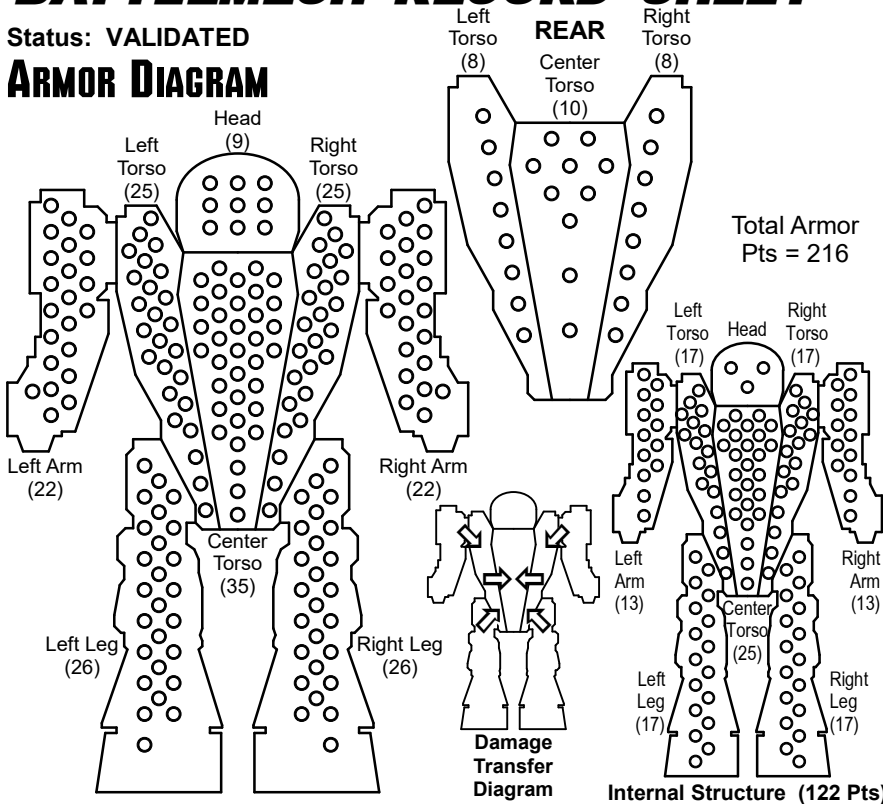 BATTLEMECH RECORD SHEET
Status: VALIDATED
ARMOR DIAGRAM
Head
(9)
Left
Torso
(25)
Right
Torso
(25)
Left Arm
(22)
Right Arm
(22)
Center
Torso
(35)
Left Leg
(26)
Right Leg
(26)
Left
Torso
(8)
REAR
Center
Torso
(10)
Right
Torso
(8)
Total Armor
Pts = 216
Damage
Transfer
Diagram
Left
Torso
(17)
Head
Right
Torso
(17)
Left
Arm
(13)
Right
Arm
(13)
Center
Torso
(25)
Left
Leg
(17)
Right
Leg
(17)
Internal Structure (122 Pts)